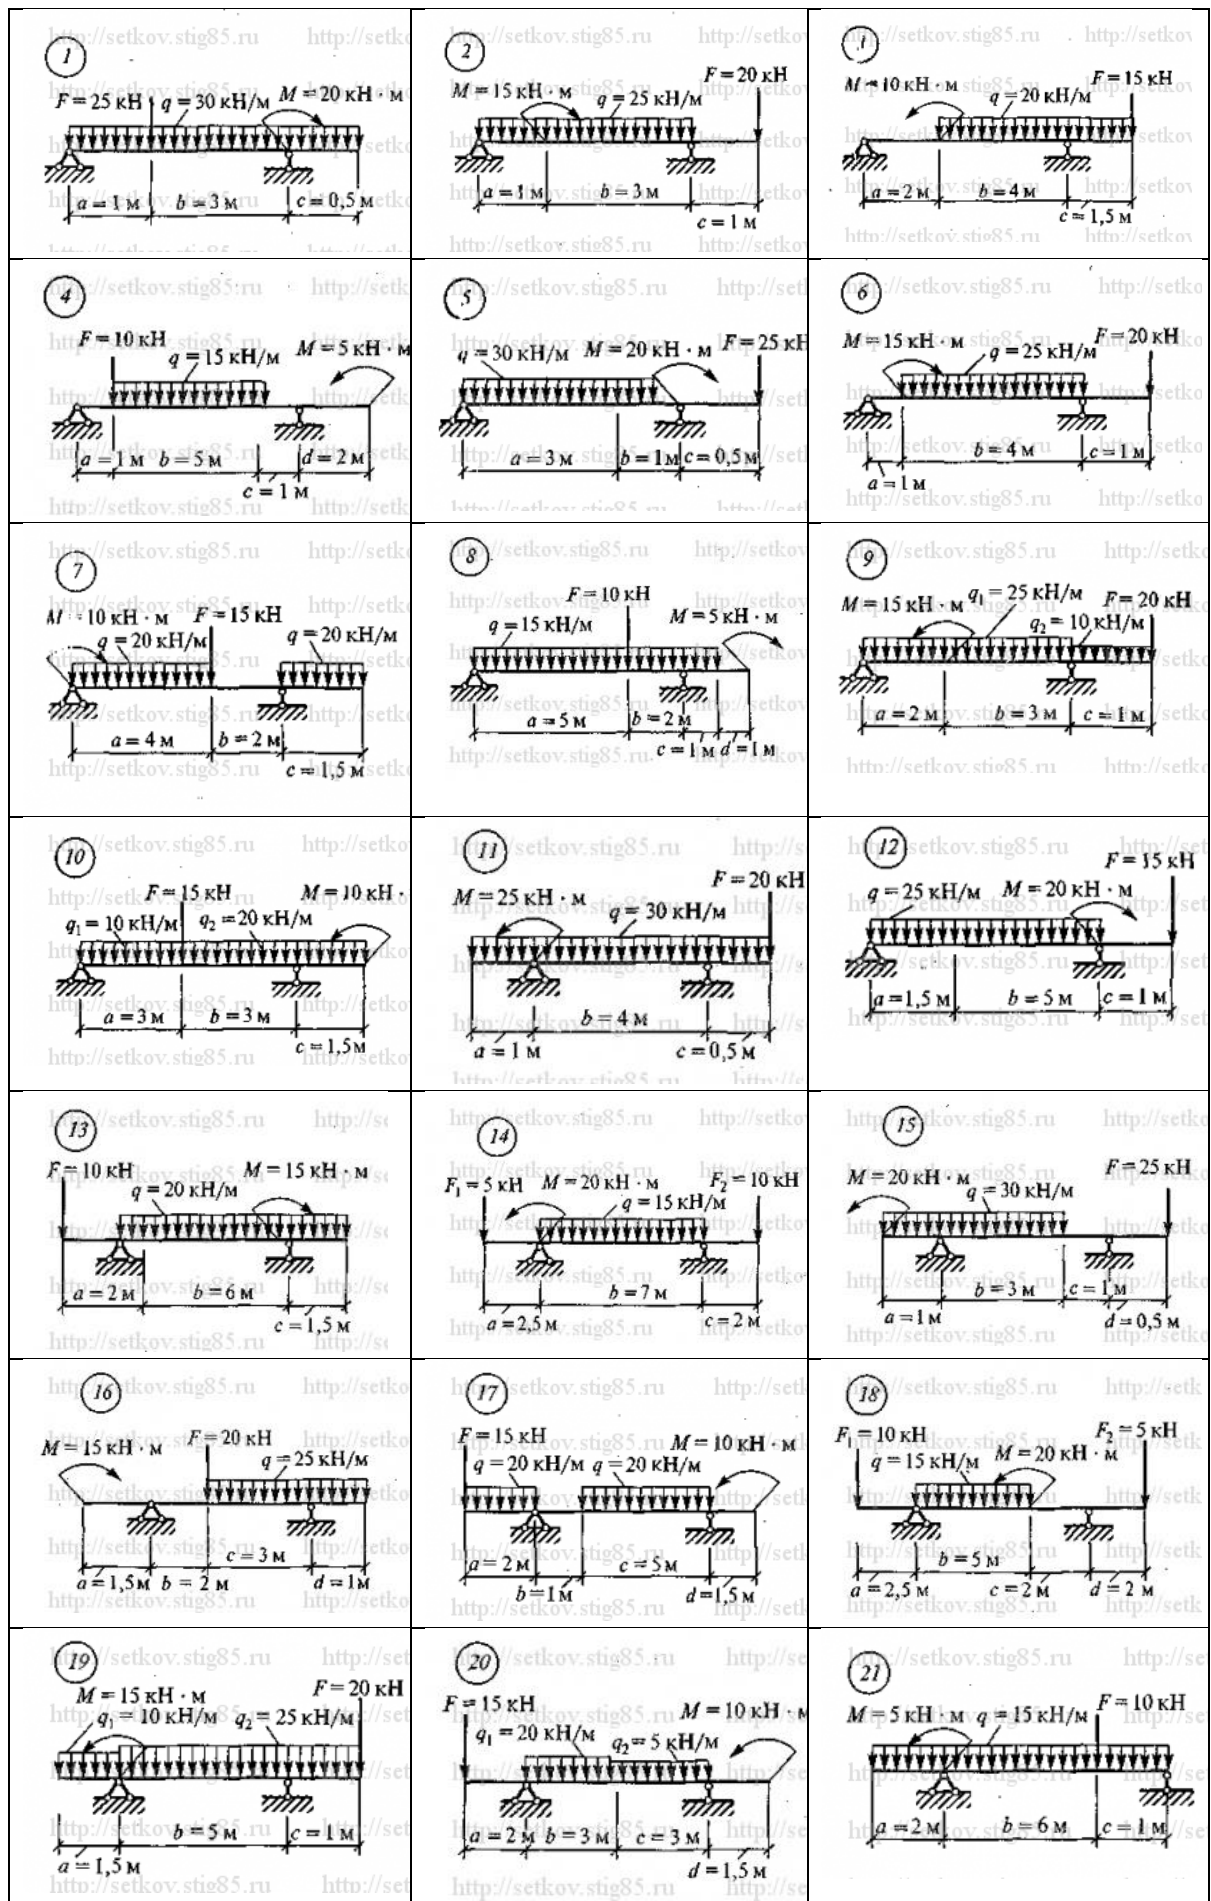 http://setkov.stig85.ru http://setkо
1
F = 25 кН q = 30 кН/м M = 20 кН · м
a = 1 м b = 3 м c = 0,5 м
2
F = 20 кН
M = 15 кН · м q = 25 кН/м
a = 1 м b = 3 м
c = 1 м
M = 10 кН · м F = 15 кН
q = 20 кН/м
a = 2 м b = 4 м
c = 1,5 м
4
F = 10 кН
q = 15 кН/м M = 5 кН · м
a = 1 м b = 5 м d = 2 м
c = 1 м
5
q = 30 кН/м M = 20 кН · м F = 25 кН
a = 3 м b = 1 м c = 0,5 м
6
M = 15 кН · м F = 20 кН
q = 25 кН/м
b = 4 м c = 1 м
a = 1 м
7
M = 10 кН · м F = 15 кН
q = 20 кН/м q = 20 кН/м
a = 4 м b = 2 м
c = 1,5 м
8
F = 10 кН
q = 15 кН/м M = 5 кН · м
a = 5 м b = 2 м
c = 1 м d = 1 м
9
M = 15 кН · м q₁ = 25 кН/м F = 20 кН
q₂ = 10 кН/м
a = 2 м b = 3 м c = 1 м
10
F = 15 кН M = 10 кН ·
q₁ = 10 кН/м q₂ = 20 кН/м
a = 3 м b = 3 м
c = 1,5 м
11
F = 20 кН
M = 25 кН · м q = 30 кН/м
b = 4 м
a = 1 м c = 0,5 м
12
F = 15 кН
q = 25 кН/м M = 20 кН · м
a = 1,5 м b = 5 м c = 1 м
13
F = 10 кН M = 15 кН · м
q = 20 кН/м
a = 2 м b = 6 м
c = 1,5 м
14
F₁ = 5 кН M = 20 кН · м F₂ = 10 кН
q = 15 кН/м
b = 7 м
a = 2,5 м c = 2 м
15
M = 20 кН · м F = 25 кН
q = 30 кН/м
b = 3 м c = 1 м
a = 1 м d = 0,5 м
16
M = 15 кН · м F = 20 кН
q = 25 кН/м
c = 3 м
a = 1,5 м b = 2 м d = 1 м
17
F = 15 кН M = 10 кН · м
q = 20 кН/м q = 20 кН/м
a = 2 м c = 5 м
b = 1 м d = 1,5 м
18
F₁ = 10 кН F₂ = 5 кН
q = 15 кН/м M = 20 кН · м
b = 5 м
a = 2,5 м c = 2 м d = 2 м
19
M = 15 кН · м F = 20 кН
q₁ = 10 кН/м q₂ = 25 кН/м
b = 5 м c = 1 м
a = 1,5 м
20
F = 15 кН M = 10 кН · м
q₁ = 20 кН/м q₂ = 5 кН/м
a = 2 м b = 3 м c = 3 м
d = 1,5 м
21
M = 5 кН · м q = 15 кН/м F = 10 кН
a = 2 м b = 6 м c = 1 м